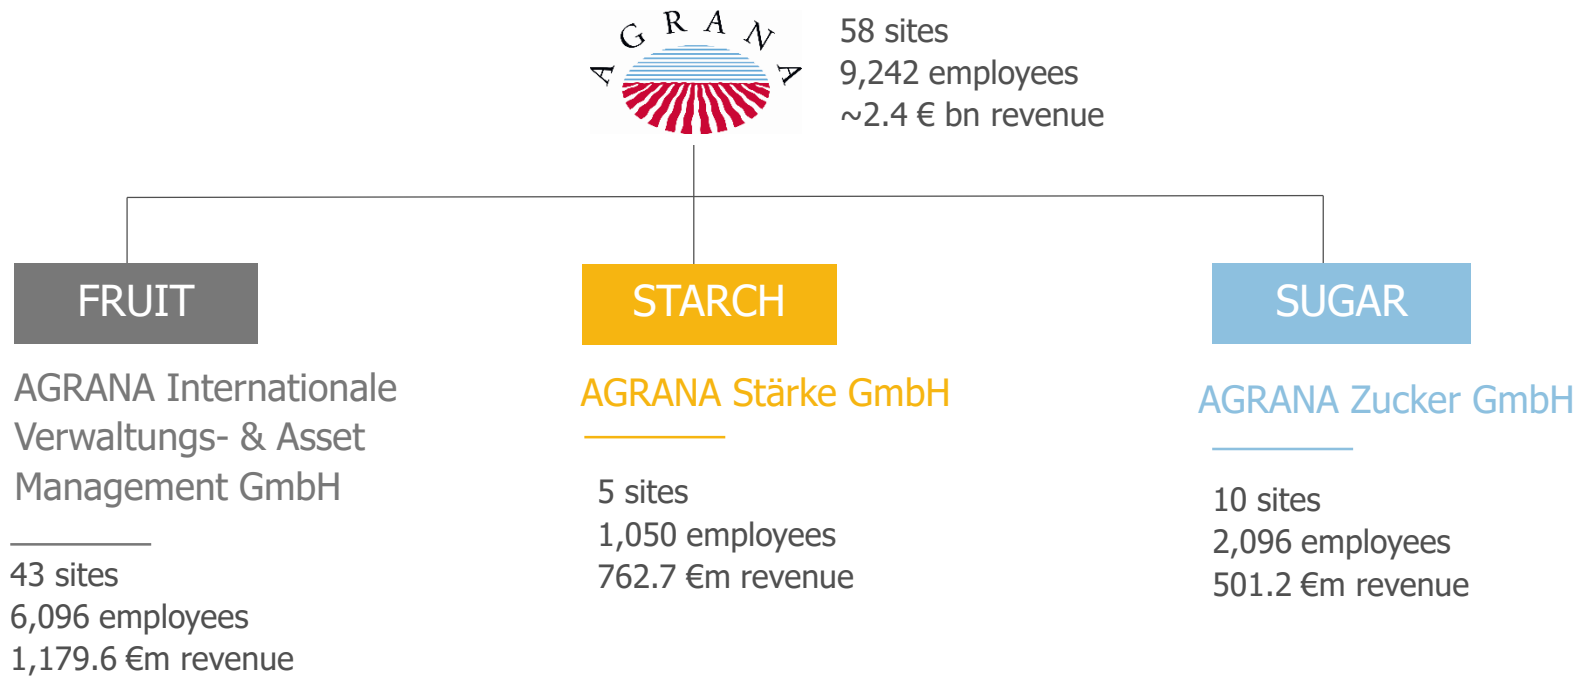 AGRANA
58 sites
9,242 employees
~2.4 € bn revenue
FRUIT
AGRANA Internationale
Verwaltungs- & Asset
Management GmbH
43 sites
6,096 employees
1,179.6 €m revenue
STARCH
AGRANA Stärke GmbH
5 sites
1,050 employees
762.7 €m revenue
SUGAR
AGRANA Zucker GmbH
10 sites
2,096 employees
501.2 €m revenue